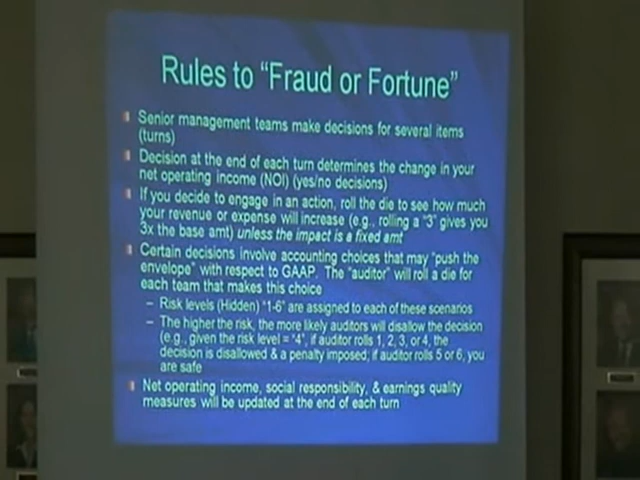 Rules to “Fraud or Fortune”
Senior management teams make decisions for several items
(turns)
Decision at the end of each turn determines the change in your
net operating income (NOI) (yes/no decisions)
If you decide to engage in an action, roll the die to see how much
your revenue or expense will increase (e.g., rolling a “3” gives you
3x the base amt) unless the impact is a fixed amt
Certain decisions involve accounting choices that may “push the
envelope” with respect to GAAP. The “auditor” will roll a die for
each team that makes this choice
– Risk levels (Hidden) “1-6” are assigned to each of these scenarios
– The higher the risk, the more likely auditors will disallow the decision
(e.g., given the risk level = “4”, if auditor rolls 1, 2, 3, or 4, the
decision is disallowed & a penalty imposed; if auditor rolls 5 or 6, you
are safe
Net operating income, social responsibility, & earnings quality
measures will be updated at the end of each turn